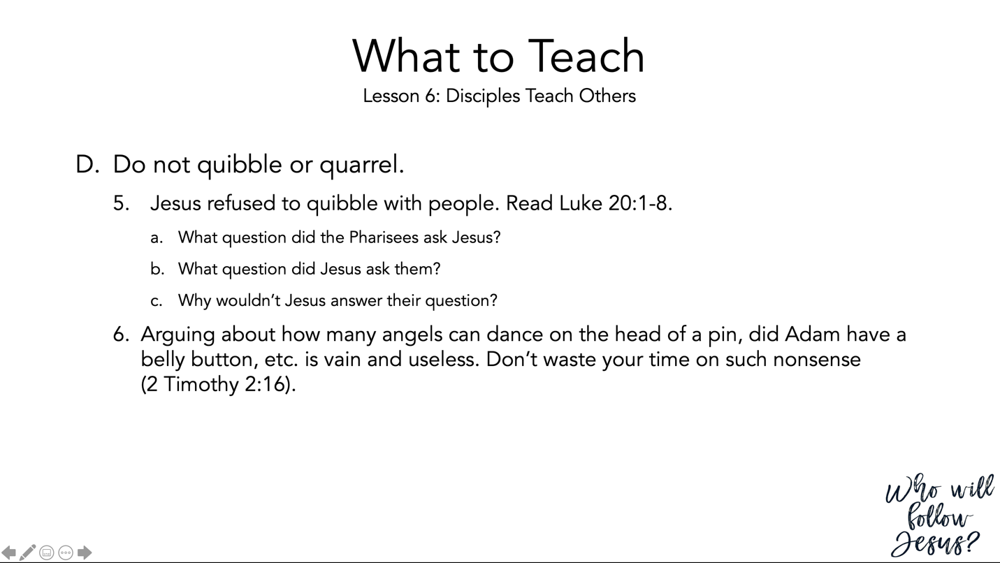 What to Teach
Lesson 6: Disciples Teach Others
D. Do not quibble or quarrel.
5. Jesus refused to quibble with people. Read Luke 20:1-8.
a. What question did the Pharisees ask Jesus?
b. What question did Jesus ask them?
c. Why wouldn’t Jesus answer their question?
6. Arguing about how many angels can dance on the head of a pin, did Adam have a
belly button, etc. is vain and useless. Don’t waste your time on such nonsense
(2 Timothy 2:16).
Who will
follow
Jesus?